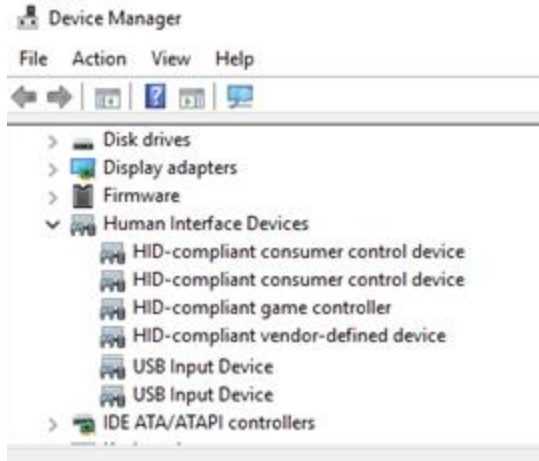 Device Manager
File Action View Help
Disk drives
Display adapters
Firmware
Human Interface Devices
HID-compliant consumer control device
HID-compliant consumer control device
HID-compliant game controller
HID-compliant vendor-defined device
USB Input Device
USB Input Device
IDE ATA/ATAPI controllers